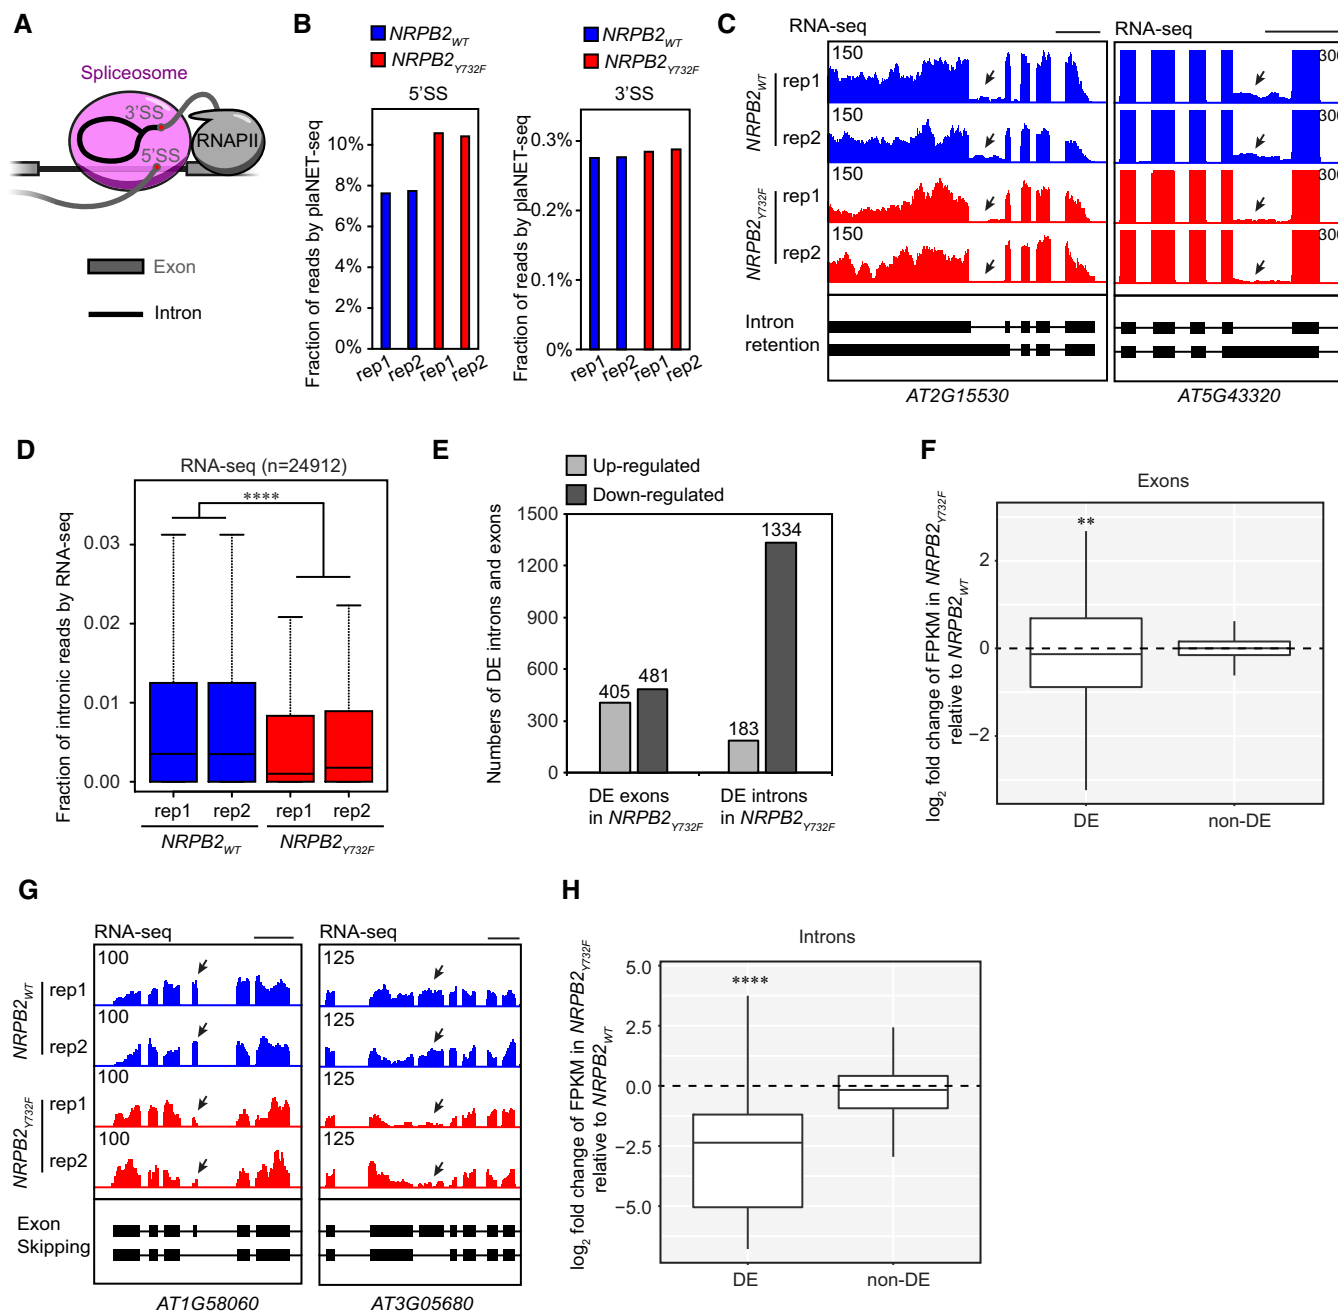 A
Spliceosome
3'SS
5'SS
RNAPII
Exon
Intron
B
NRPB2WT
NRPB2Y732F
5'SS
Fraction of reads by plaNET-seq
10%
8%
6%
4%
2%
0%
rep1
rep2
rep1
rep2
NRPB2WT
NRPB2Y732F
3'SS
Fraction of reads by plaNET-seq
0.3%
0.2%
0.1%
0%
rep1
rep2
rep1
rep2
C
RNA-seq
RNA-seq
NRPB2WT
rep1
150
300
rep2
150
300
NRPB2Y732F
rep1
150
300
rep2
150
300
Intron
retention
AT2G15530
AT5G43320
D
RNA-seq (n=24912)
****
Fraction of intronic reads by RNA-seq
0.03
0.02
0.01
0.00
rep1
rep2
rep1
rep2
NRPB2WT
NRPB2Y732F
E
Up-regulated
Down-regulated
Numbers of DE introns and exons
1500
1200
900
600
300
0
405
481
183
1334
DE exons
in NRPB2Y732F
DE introns
in NRPB2Y732F
F
Exons
**
log2 fold change of FPKM in NRPB2Y732F
relative to NRPB2WT
2
0
−2
DE
non-DE
G
RNA-seq
RNA-seq
NRPB2WT
rep1
100
125
rep2
100
125
NRPB2Y732F
rep1
100
125
rep2
100
125
Exon
Skipping
AT1G58060
AT3G05680
H
Introns
****
log2 fold change of FPKM in NRPB2Y732F
relative to NRPB2WT
5.0
2.5
0.0
−2.5
−5.0
DE
non-DE